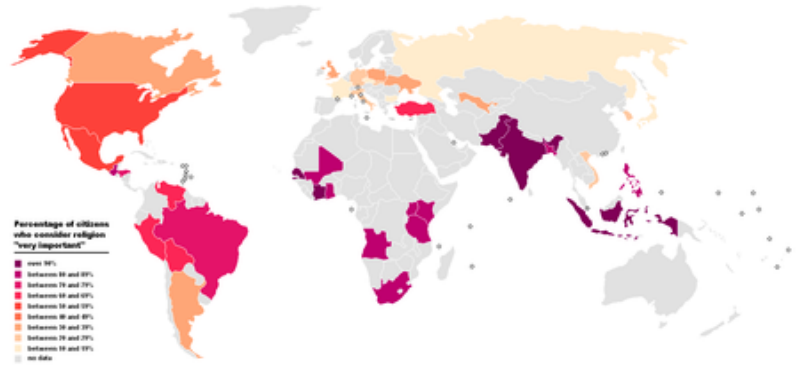 Percentage of citizens
who consider religion
"very important"
over 90%
between 80 and 89%
between 70 and 79%
between 60 and 69%
between 50 and 59%
between 40 and 49%
between 30 and 39%
between 20 and 29%
between 10 and 19%
no data